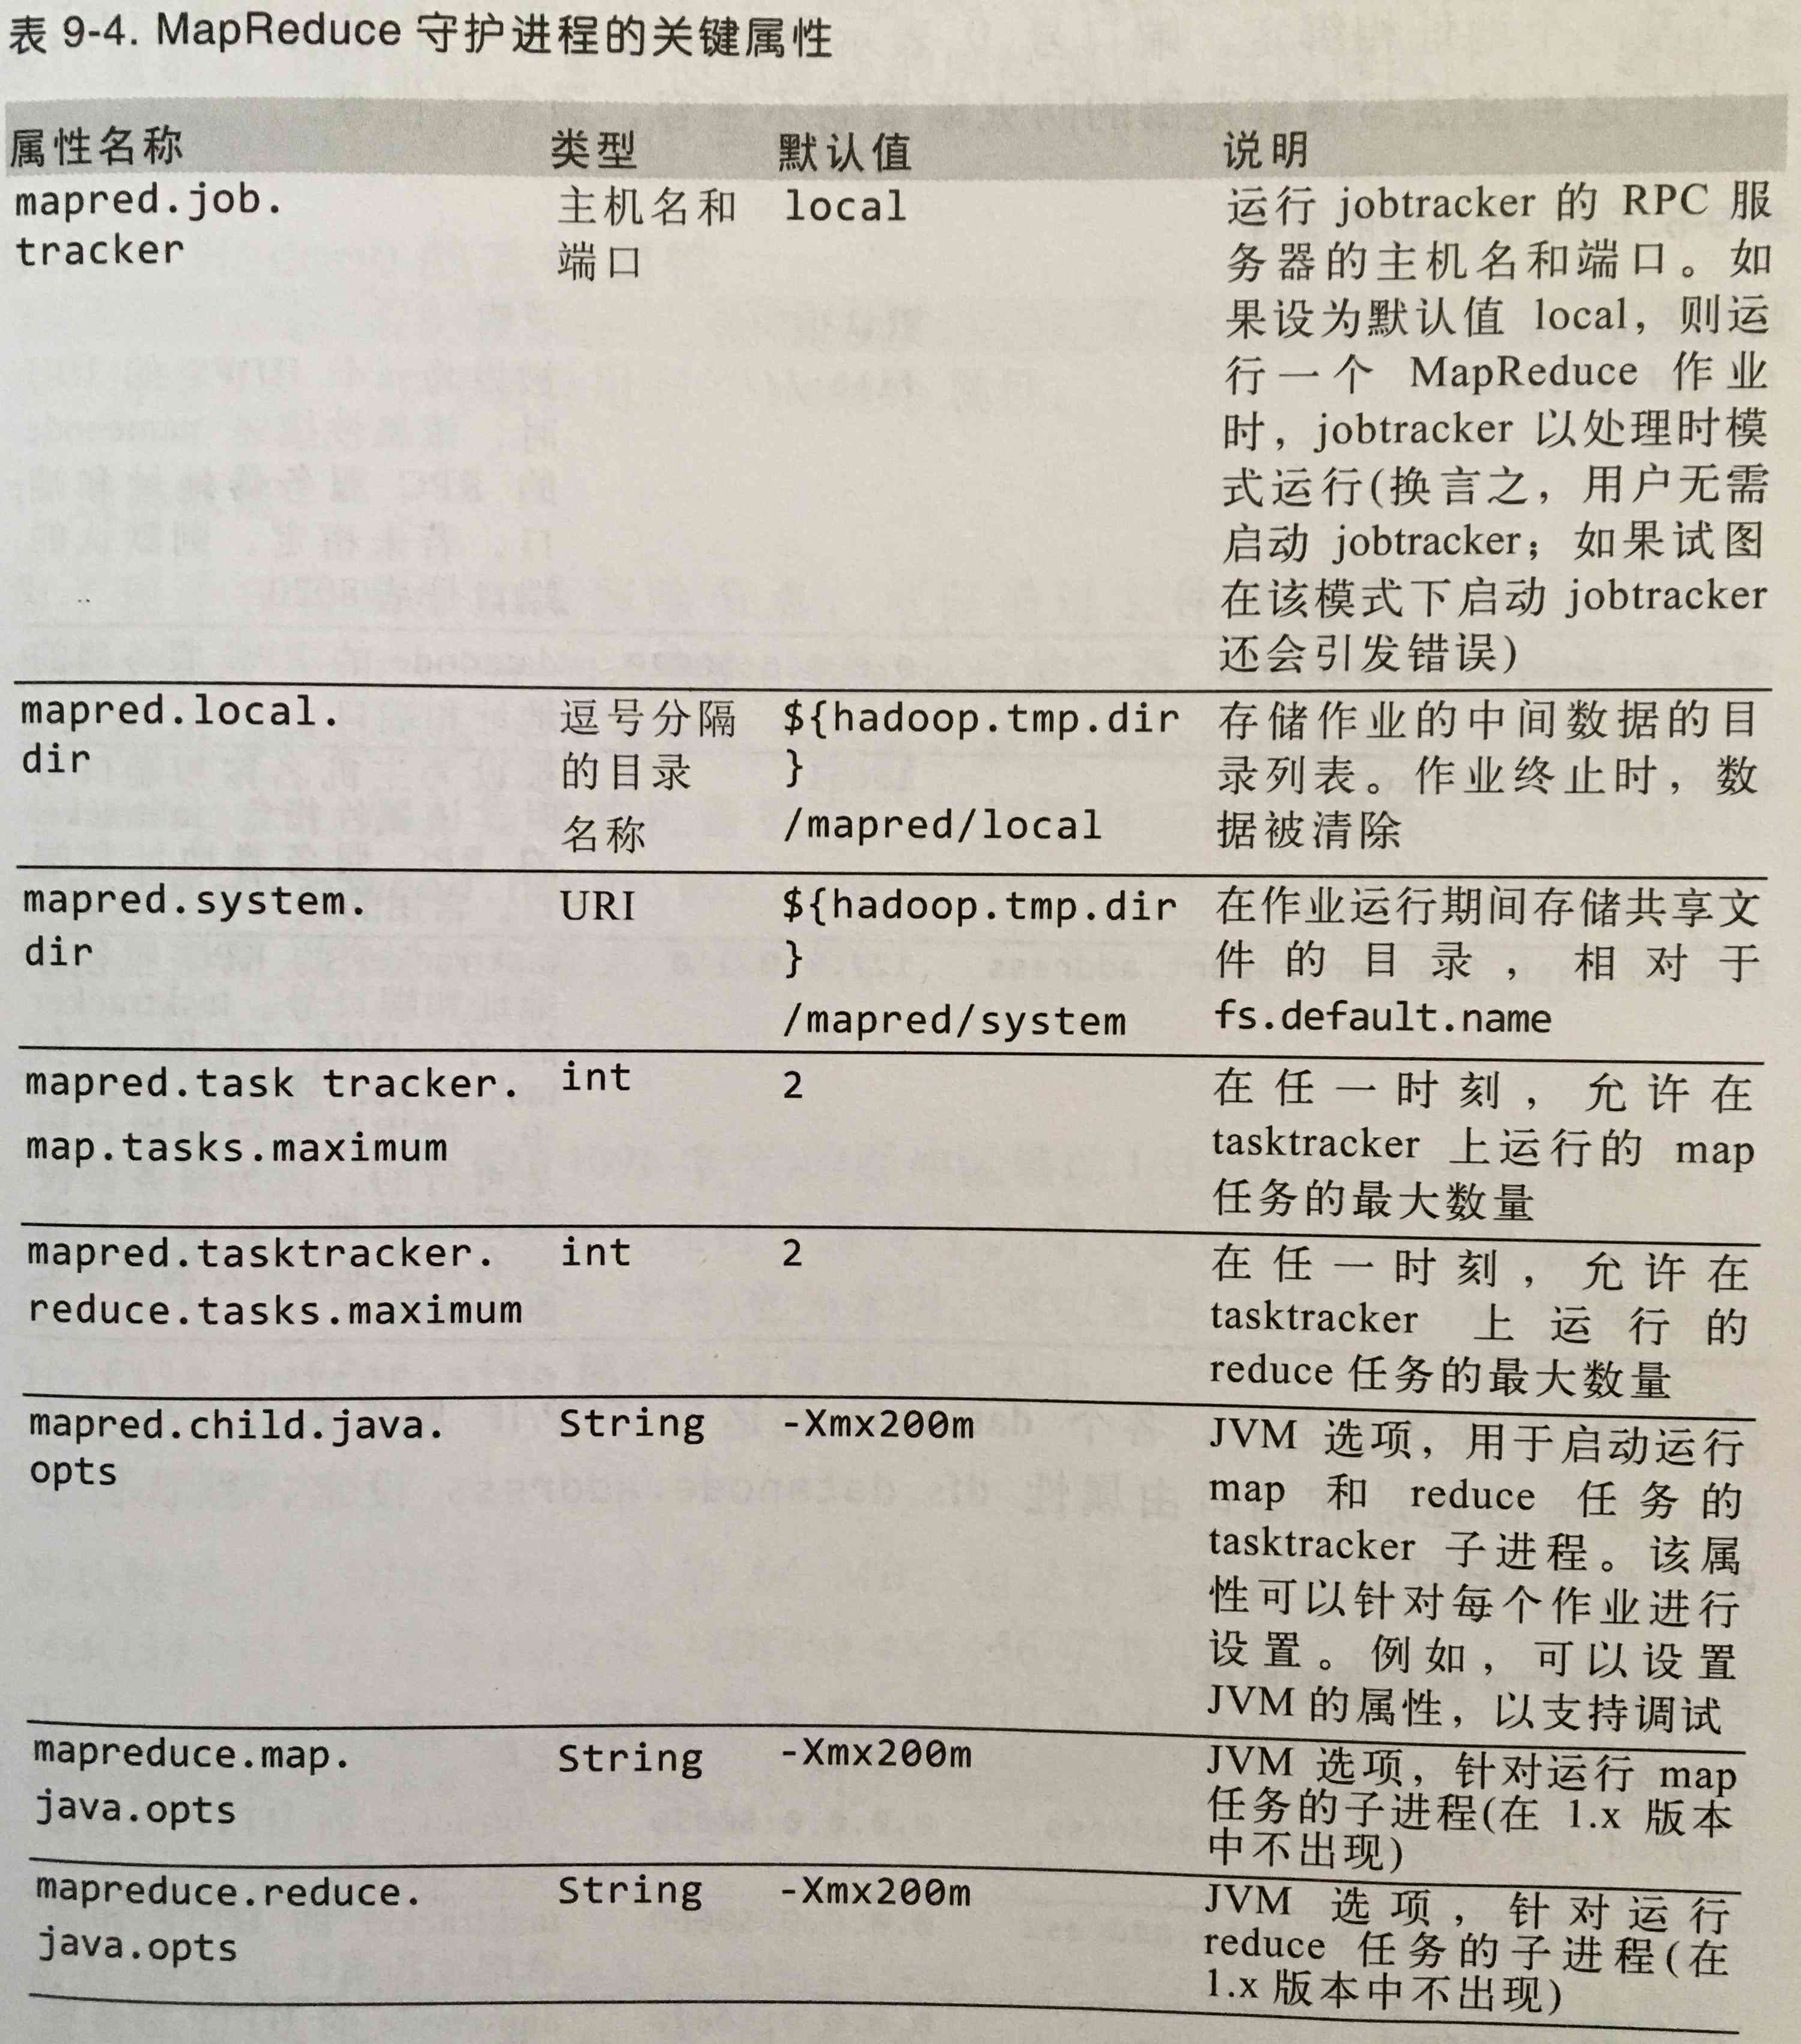 表 9-4. MapReduce 守护进程的关键属性
属性名称 类型 默认值 说明
mapred.job. 主机名和 local 运行 jobtracker 的 RPC 服
tracker 端口 务器的主机名和端口。如
果设为默认值 local，则运
行一个 MapReduce 作业
时，jobtracker 以处理时模
式运行(换言之，用户无需
启动 jobtracker；如果试图
在该模式下启动 jobtracker
还会引发错误)
mapred.local. 逗号分隔 ${hadoop.tmp.dir 存储作业的中间数据的目
dir 的目录 } 录列表。作业终止时，数
名称 /mapred/local 据被清除
mapred.system. URI ${hadoop.tmp.dir 在作业运行期间存储共享文
dir } 件的目录，相对于
/mapred/system fs.default.name
mapred.task tracker. int 2 在任一时刻，允许在
map.tasks.maximum tasktracker 上运行的 map
任务的最大数量
mapred.tasktracker. int 2 在任一时刻，允许在
reduce.tasks.maximum tasktracker 上运行的
reduce 任务的最大数量
mapred.child.java. String -Xmx200m JVM 选项，用于启动运行
opts map 和 reduce 任务的
tasktracker 子进程。该属
性可以针对每个作业进行
设置。例如，可以设置
JVM 的属性，以支持调试
mapreduce.map. String -Xmx200m JVM 选项，针对运行 map
java.opts 任务的子进程(在 1.x 版本
中不出现)
mapreduce.reduce. String -Xmx200m JVM 选项，针对运行
java.opts reduce 任务的子进程(在
1.x 版本中不出现)